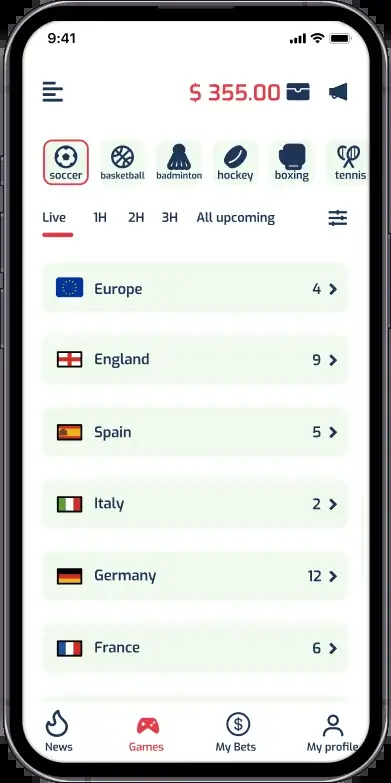 9:41
$ 355.00
soccer basketball badminton hockey boxing tennis
Live 1H 2H 3H All upcoming
Europe 4
England 9
Spain 5
Italy 2
Germany 12
France 6
$
News Games My Bets My profile